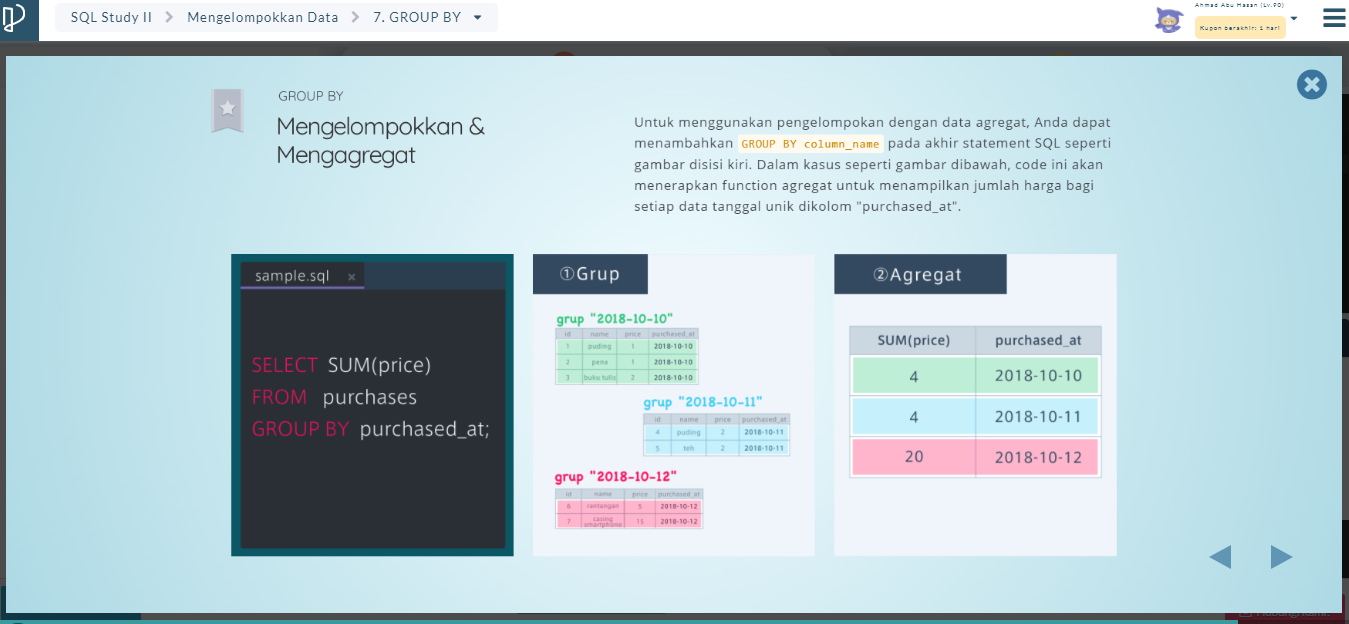 SQL Study II
Mengelompokkan Data
7. GROUP BY
Ahmad Abu Hasan (Lv.90)
Kupon berakhir: 1 hari
GROUP BY
Mengelompokkan &
Mengagregat
Untuk menggunakan pengelompokan dengan data agregat, Anda dapat
menambahkan GROUP BY column_name pada akhir statement SQL seperti
gambar disisi kiri. Dalam kasus seperti gambar dibawah, code ini akan
menerapkan function agregat untuk menampilkan jumlah harga bagi
setiap data tanggal unik dikolom "purchased_at".
sample.sql ×
SELECT SUM(price)
FROM purchases
GROUP BY purchased_at;
①Grup
grup "2018-10-10"
id name price purchased_at
1 puding 1 2018-10-10
2 pena 1 2018-10-10
3 buku tulis 2 2018-10-10
grup "2018-10-11"
id name price purchased_at
4 puding 2 2018-10-11
5 teh 2 2018-10-11
grup "2018-10-12"
id name price purchased_at
6 rantangan 5 2018-10-12
7 casing smartphone 15 2018-10-12
②Agregat
SUM(price) purchased_at
4 2018-10-10
4 2018-10-11
20 2018-10-12